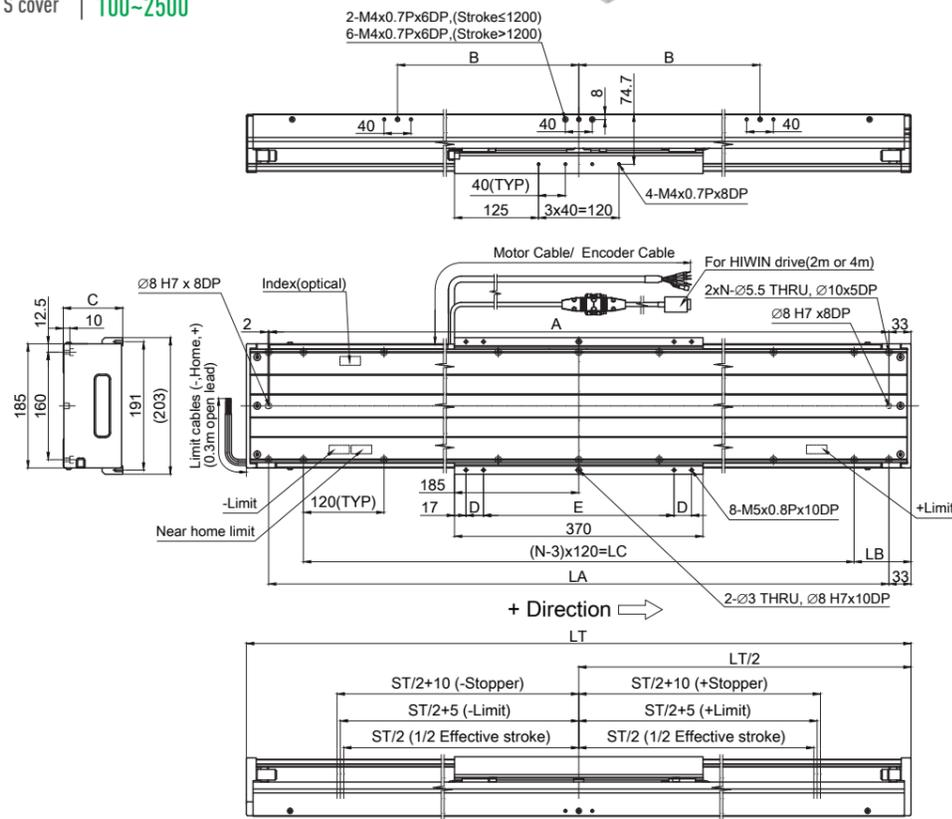 S cover | 100~2500
2-M4x0.7Px6DP,(Stroke≤1200)
6-M4x0.7Px6DP,(Stroke>1200)
B
B
8
74.7
40
40
40
40(TYP)
125
3x40=120
4-M4x0.7Px8DP
Motor Cable/ Encoder Cable
For HIWIN drive(2m or 4m)
Ø8 H7 x 8DP
Index(optical)
2xN-Ø5.5 THRU, Ø10x5DP
Ø8 H7 x8DP
12.5
C
10
2
A
33
185
160
191
(203)
Limit cables (-,Home,+)
(0.3m open lead)
-Limit
120(TYP)
Near home limit
185
17
D
E
D
370
8-M5x0.8Px10DP
+Limit
(N-3)x120=LC
LB
LA
33
2-Ø3 THRU, Ø8 H7x10DP
+ Direction
LT
LT/2
ST/2+10 (-Stopper)
ST/2+10 (+Stopper)
ST/2+5 (-Limit)
ST/2+5 (+Limit)
ST/2 (1/2 Effective stroke)
ST/2 (1/2 Effective stroke)